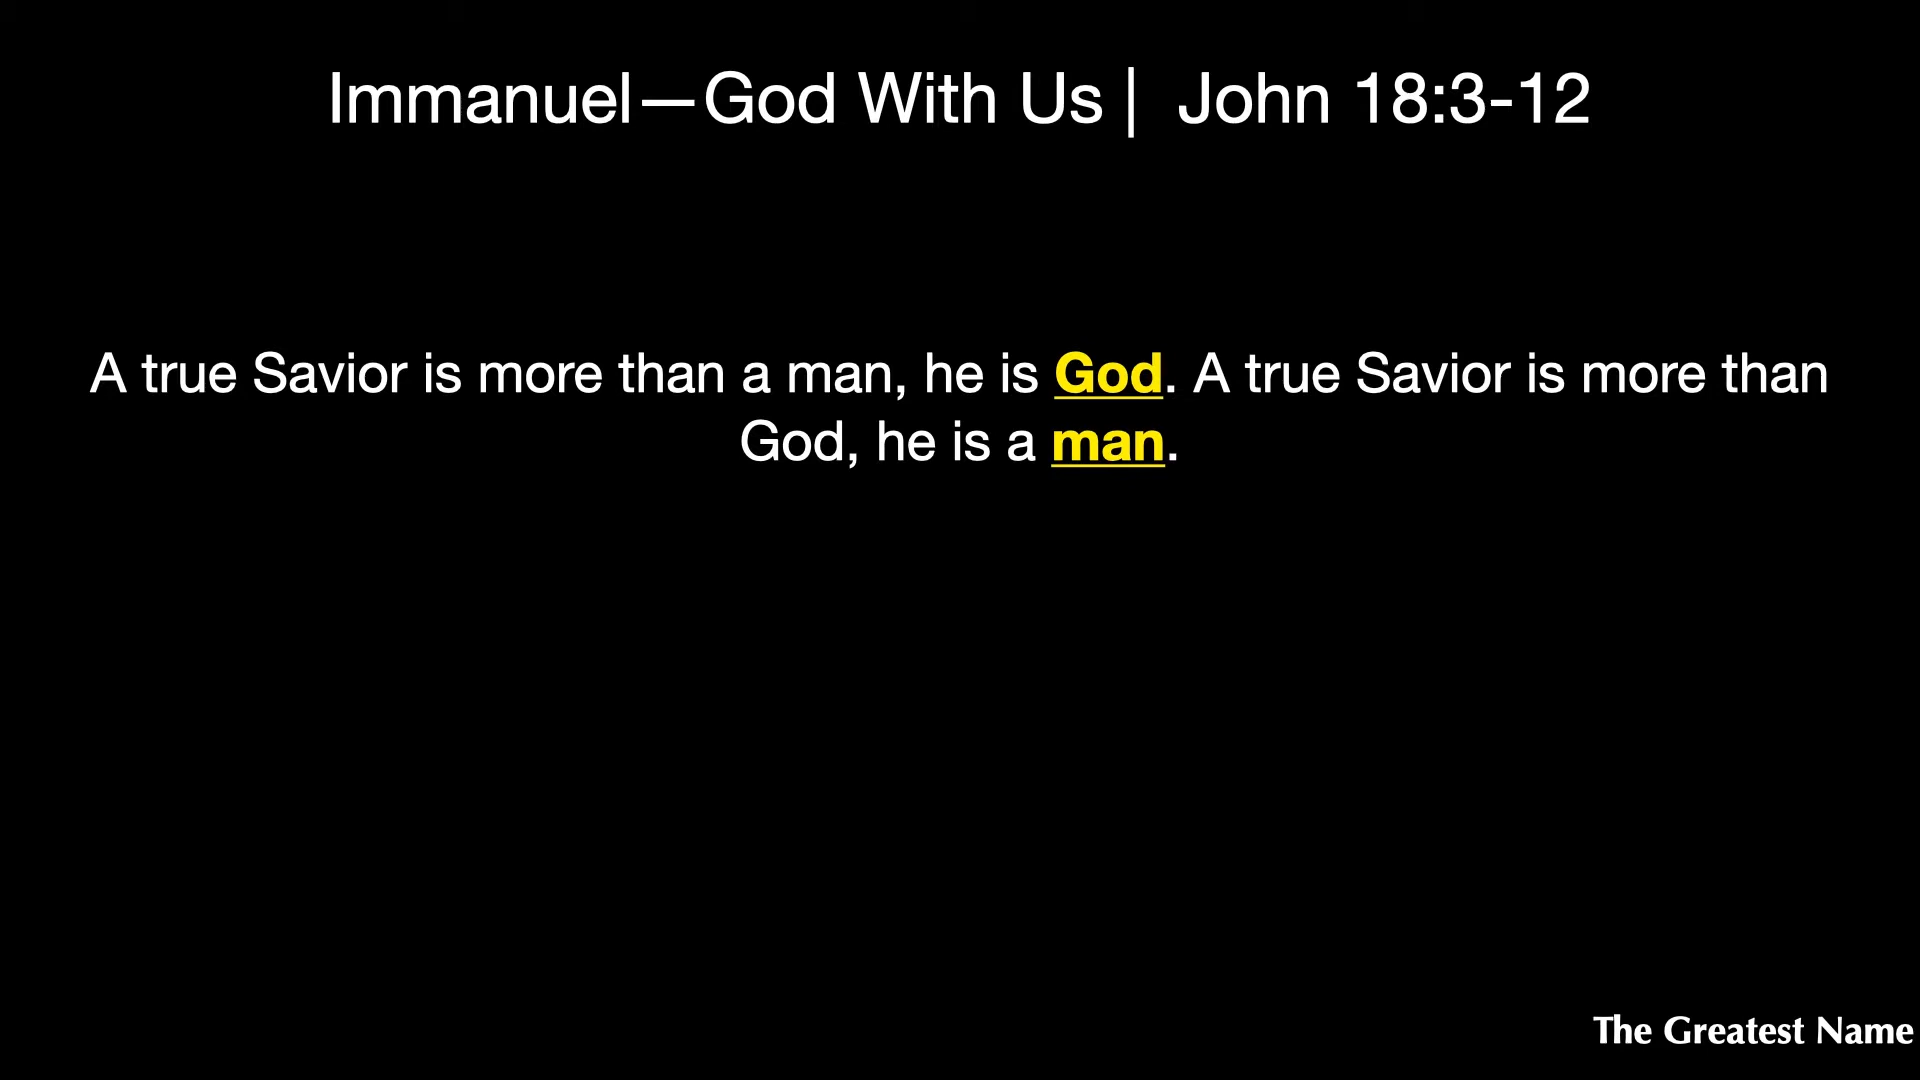 Immanuel—God With Us | John 18:3-12
A true Savior is more than a man, he is God. A true Savior is more than
God, he is a man.
The Greatest Name